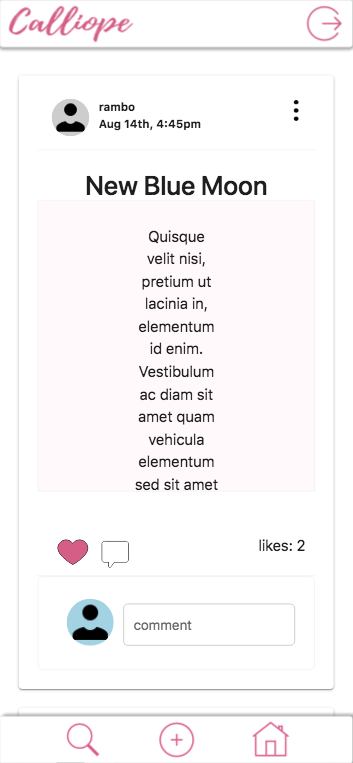 Calliope
rambo
Aug 14th, 4:45pm
New Blue Moon
Quisque
velit nisi,
pretium ut
lacinia in,
elementum
id enim.
Vestibulum
ac diam sit
amet quam
vehicula
elementum
sed sit amet
likes: 2
comment